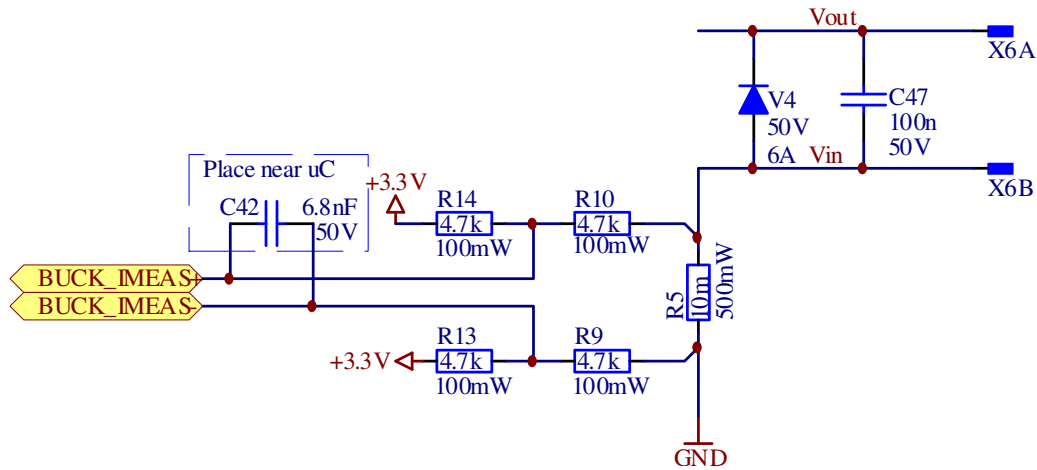 Vout
X6A
V4
50V
6A
C47
100n
50V
Vin
X6B
Place near uC
C42
6.8nF
50V
+3.3V
R14
4.7k
100mW
R10
4.7k
100mW
BUCK_IMEAS+
BUCK_IMEAS-
R5
10m
500mW
+3.3V
R13
4.7k
100mW
R9
4.7k
100mW
GND